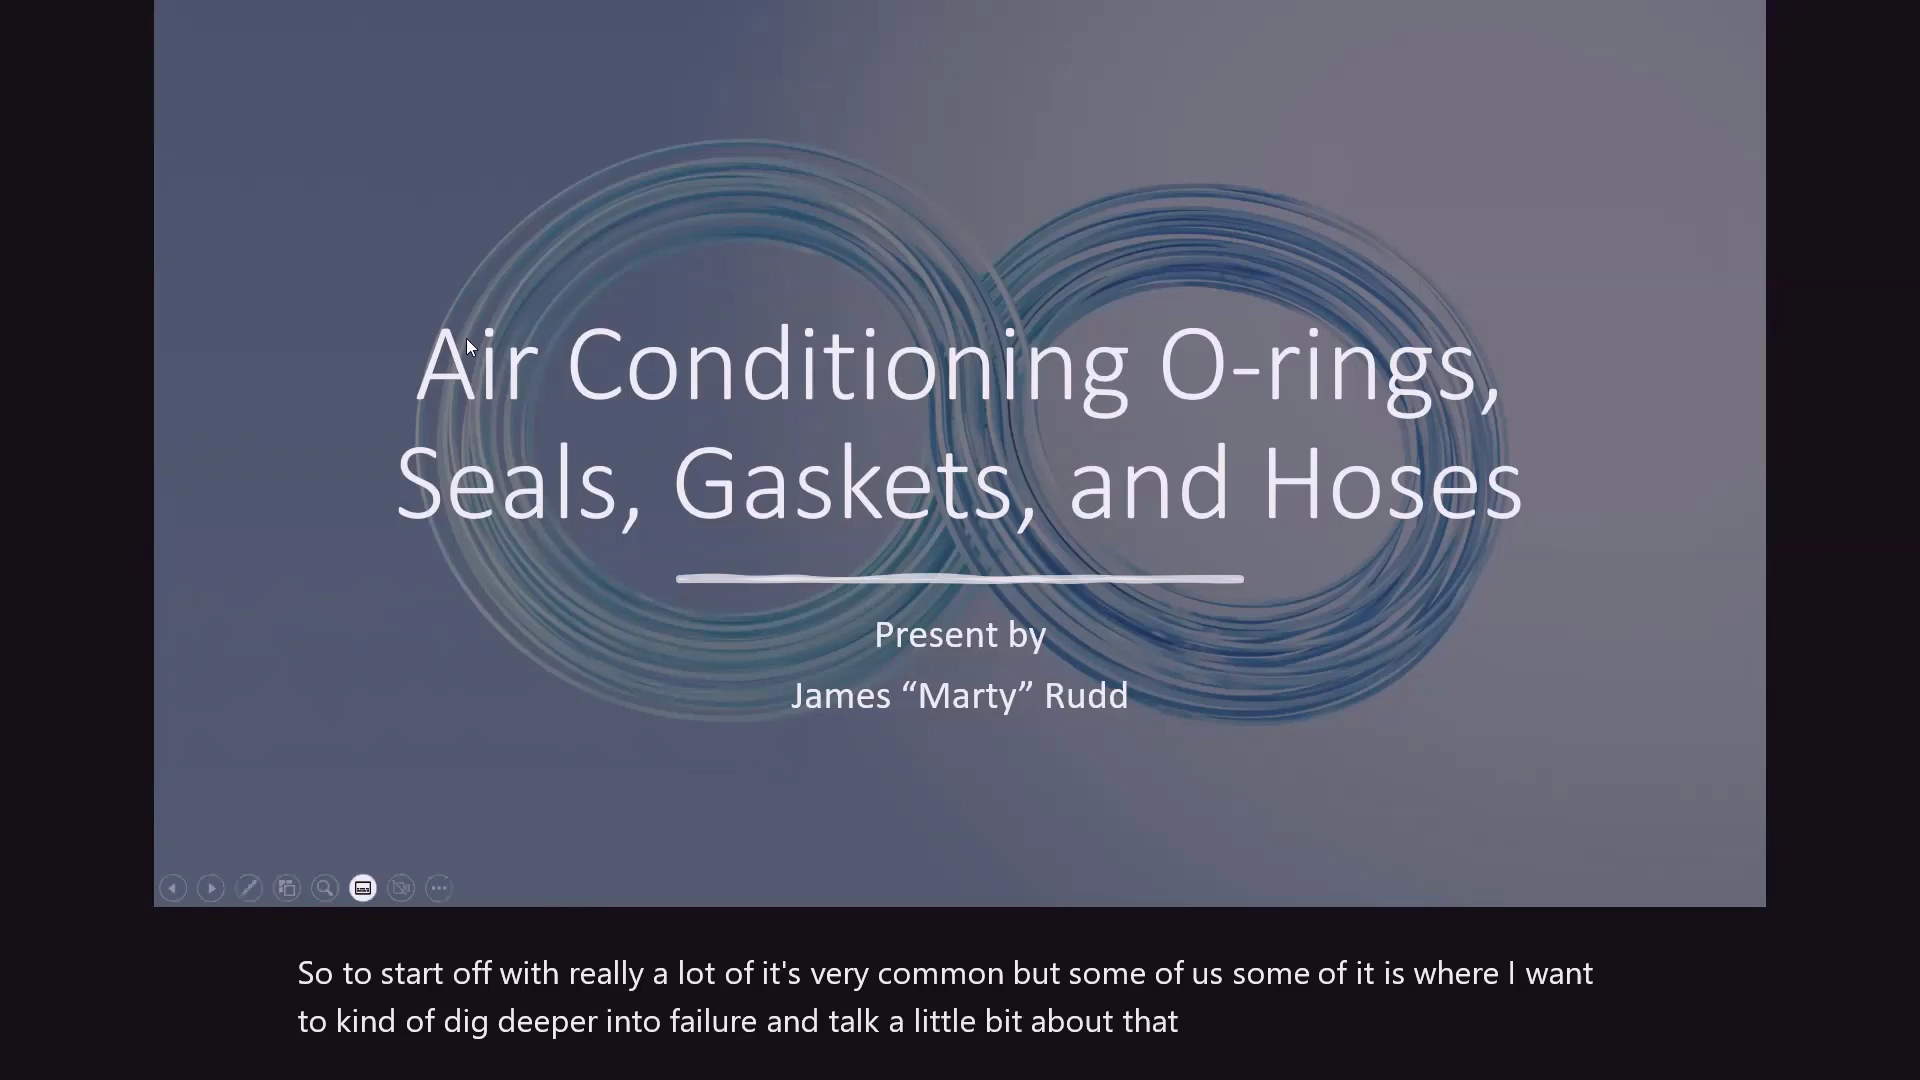 Air Conditioning O-rings,
Seals, Gaskets, and Hoses
Present by
James “Marty” Rudd
So to start off with really a lot of it's very common but some of us some of it is where I want
to kind of dig deeper into failure and talk a little bit about that